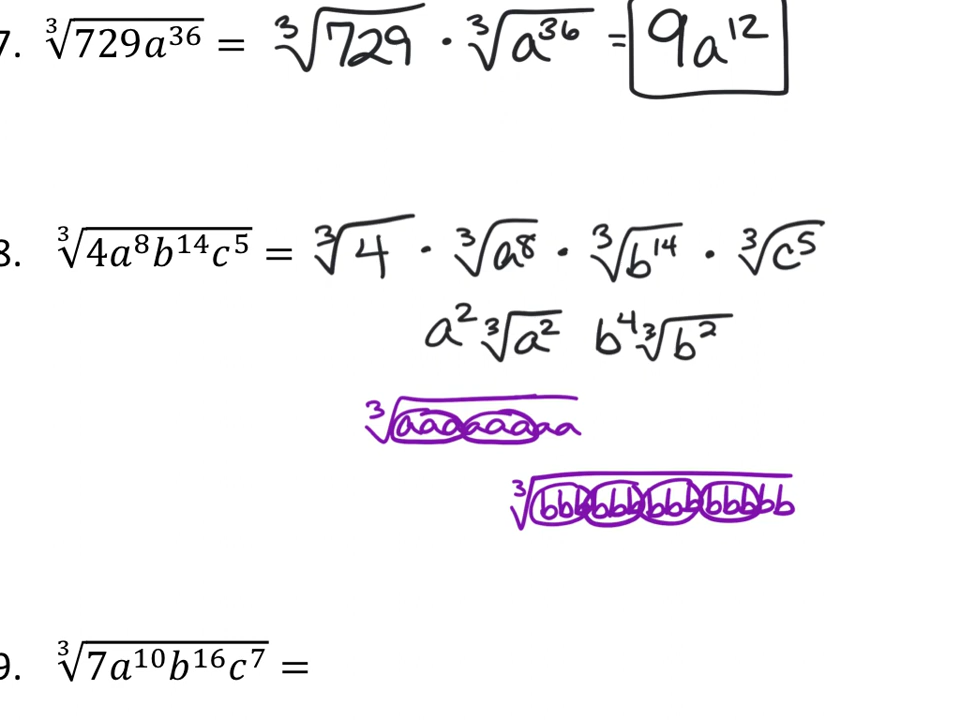 7. ∛(729a³⁶) = ∛729 · ∛(a³⁶) = 9a¹²
8. ∛(4a⁸b¹⁴c⁵) = ∛4 · ∛(a⁸) · ∛(b¹⁴) · ∛(c⁵)
a² ∛(a²) b⁴ ∛(b²)
∛(aaaaaaaa)
∛(bbbbbbbbbbbbbb)
9. ∛(7a¹⁰b¹⁶c⁷) =